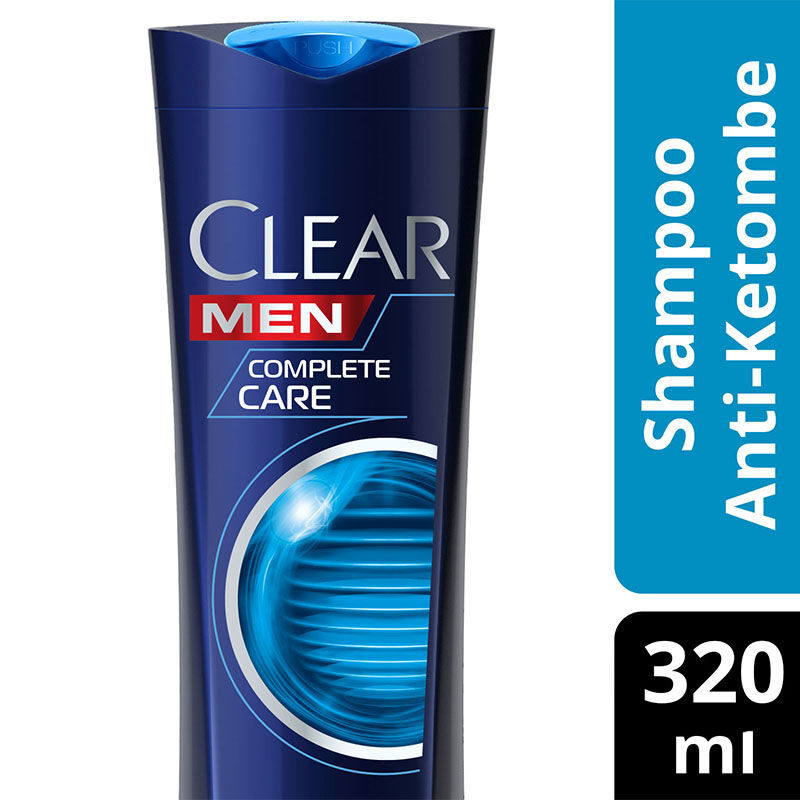 PUSH
CLEAR
MEN
COMPLETE
CARE
Shampoo
Anti-Ketombe
320
ml